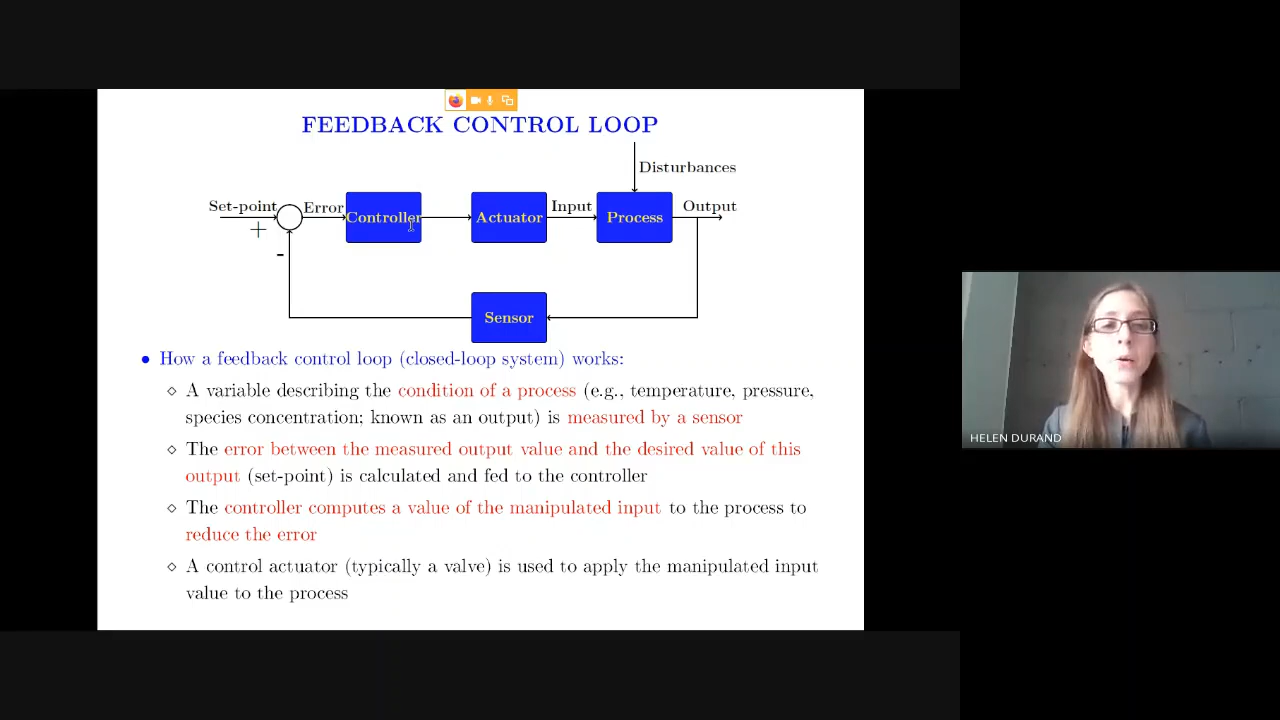 FEEDBACK CONTROL LOOP
Disturbances
Set-point
Error
Input
Output
+
Controller
Actuator
Process
-
Sensor
• How a feedback control loop (closed-loop system) works:
⋄ A variable describing the condition of a process (e.g., temperature, pressure,
species concentration; known as an output) is measured by a sensor
⋄ The error between the measured output value and the desired value of this
output (set-point) is calculated and fed to the controller
⋄ The controller computes a value of the manipulated input to the process to
reduce the error
⋄ A control actuator (typically a valve) is used to apply the manipulated input
value to the process
HELEN DURAND